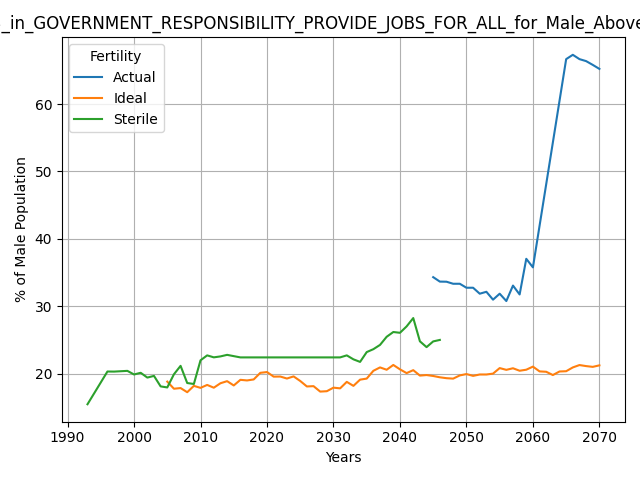 _in_GOVERNMENT_RESPONSIBILITY_PROVIDE_JOBS_FOR_ALL_for_Male_Above
Fertility
Actual
Ideal
Sterile
% of Male Population
60
50
40
30
20
1990 2000 2010 2020 2030 2040 2050 2060 2070
Years